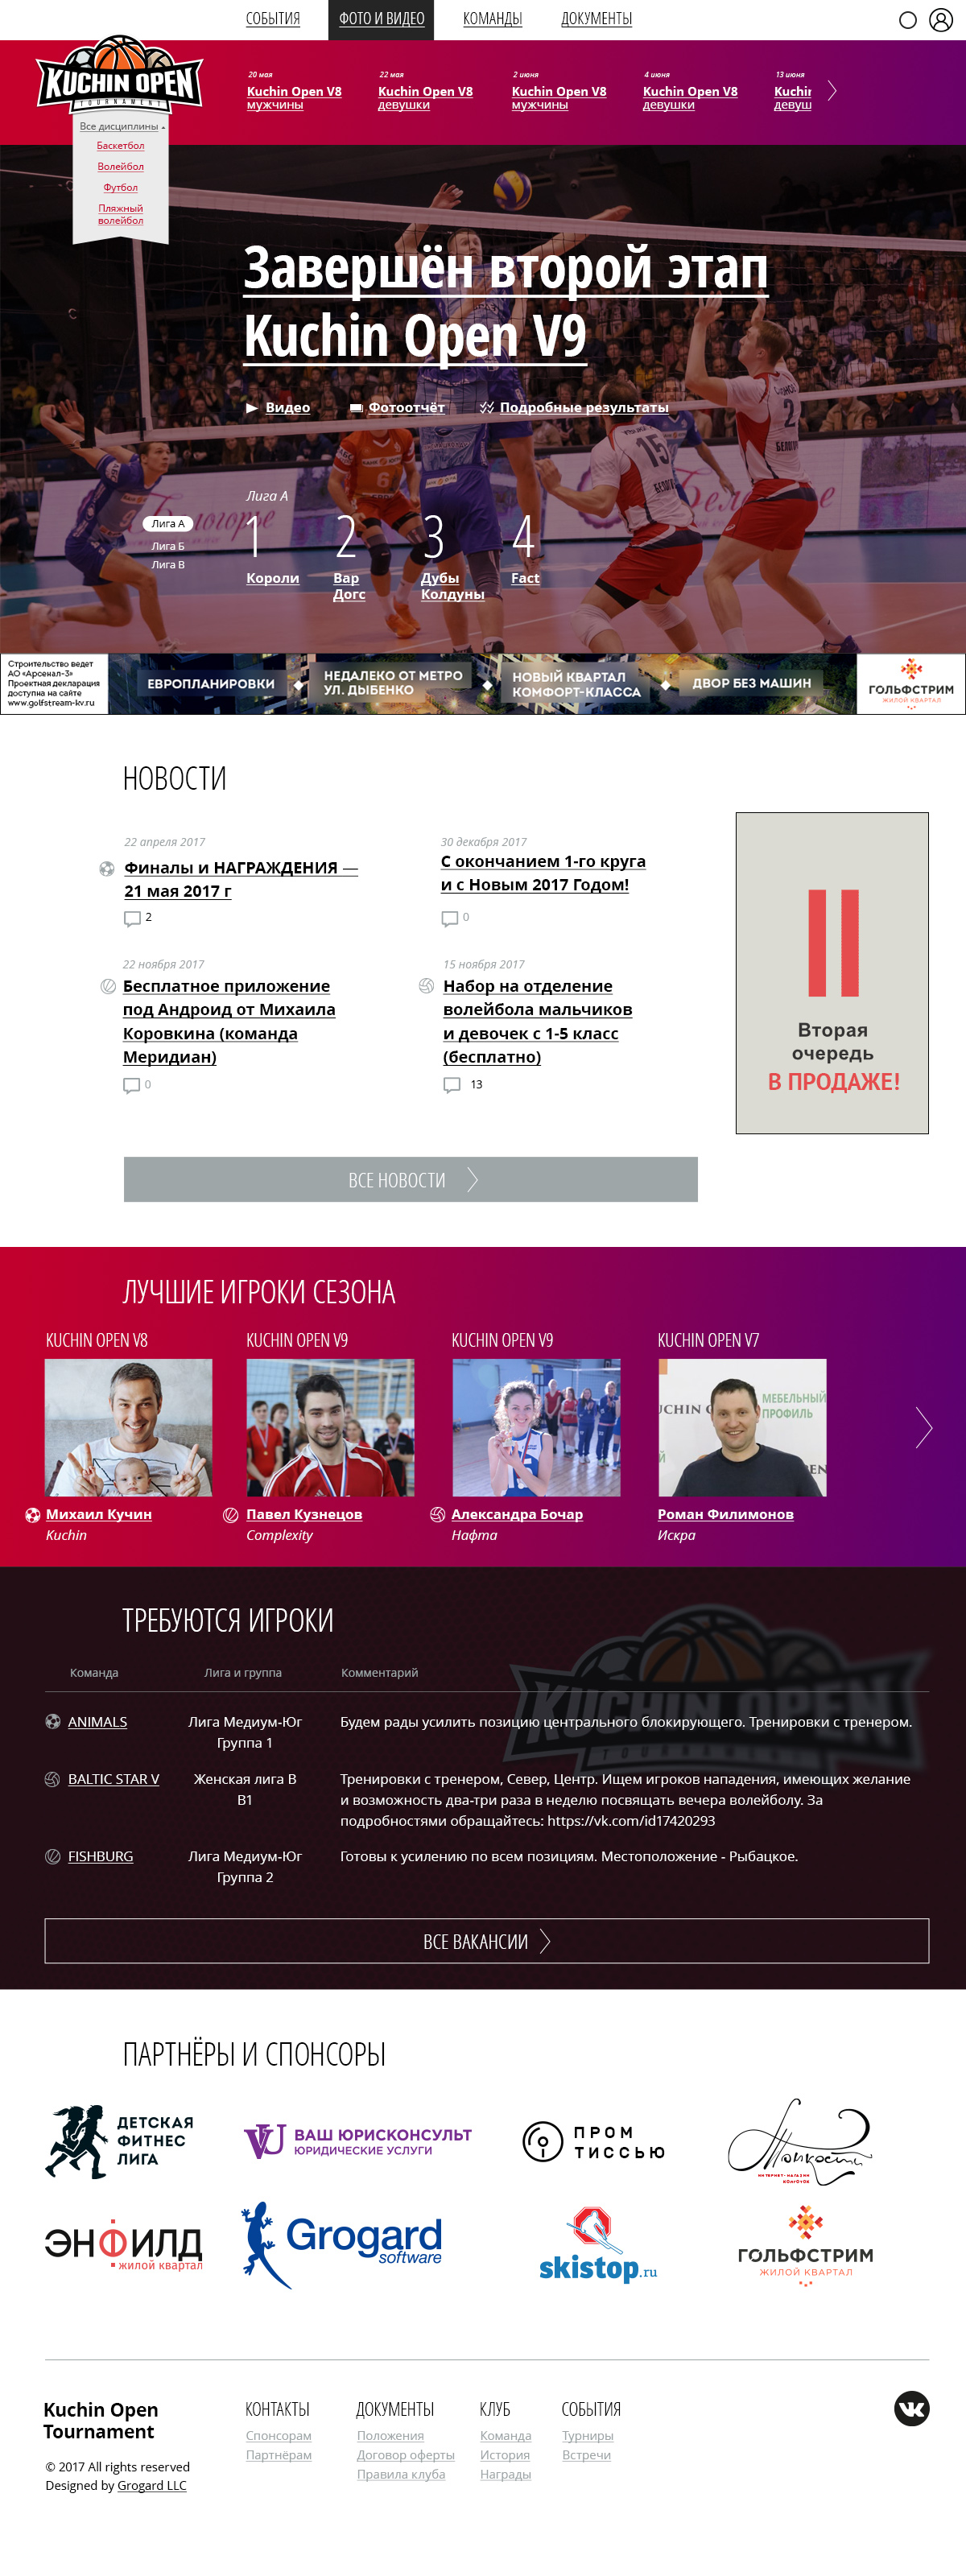 СОБЫТИЯ
ФОТО И ВИДЕО
КОМАНДЫ
ДОКУМЕНТЫ
KUCHIN OPEN
TOURNAMENT
20 мая
Kuchin Open V8
мужчины
22 мая
Kuchin Open V8
девушки
2 июня
Kuchin Open V8
мужчины
4 июня
Kuchin Open V8
девушки
13 июня
Kuchin
девуш
Все дисциплины
Баскетбол
Волейбол
Футбол
Пляжный
волейбол
Завершён второй этап
Kuchin Open V9
Видео
Фотоотчёт
Подробные результаты
Лига А
Лига Б
Лига В
Лига А
1
Короли
2
Вар
Догс
3
Дубы
Колдуны
4
Fact
15
2
Строительство ведет
АО «Арсенал-3»
Проектная декларация
доступна на сайте
www.golfstream-kv.ru
ЕВРОПЛАНИРОВКИ
НЕДАЛЕКО ОТ МЕТРО
УЛ. ДЫБЕНКО
НОВЫЙ КВАРТАЛ
КОМФОРТ-КЛАССА
ДВОР БЕЗ МАШИН
ГОЛЬФСТРИМ
ЖИЛОЙ КВАРТАЛ
НОВОСТИ
22 апреля 2017
Финалы и НАГРАЖДЕНИЯ —
21 мая 2017 г
2
30 декабря 2017
С окончанием 1-го круга
и с Новым 2017 Годом!
0
22 ноября 2017
Бесплатное приложение
под Андроид от Михаила
Коровкина (команда
Меридиан)
0
15 ноября 2017
Набор на отделение
волейбола мальчиков
и девочек с 1-5 класс
(бесплатно)
13
II
Вторая
очередь
В ПРОДАЖЕ!
ВСЕ НОВОСТИ
ЛУЧШИЕ ИГРОКИ СЕЗОНА
KUCHIN OPEN V8
Михаил Кучин
Kuchin
KUCHIN OPEN V9
Павел Кузнецов
Complexity
KUCHIN OPEN V9
Александра Бочар
Нафта
KUCHIN OPEN V7
МЕБЕЛЬНЫЙ
ПРОФИЛЬ
Роман Филимонов
Искра
ТРЕБУЮТСЯ ИГРОКИ
Команда
Лига и группа
Комментарий
ANIMALS
Лига Медиум-Юг
Группа 1
Будем рады усилить позицию центрального блокирующего. Тренировки с тренером.
BALTIC STAR V
Женская лига В
В1
Тренировки с тренером, Север, Центр. Ищем игроков нападения, имеющих желание
и возможность два-три раза в неделю посвящать вечера волейболу. За
подробностями обращайтесь: https://vk.com/id17420293
FISHBURG
Лига Медиум-Юг
Группа 2
Готовы к усилению по всем позициям. Местоположение - Рыбацкое.
ВСЕ ВАКАНСИИ
ПАРТНЁРЫ И СПОНСОРЫ
ДЕТСКАЯ
ФИТНЕС
ЛИГА
ВАШ ЮРИСКОНСУЛЬТ
ЮРИДИЧЕСКИЕ УСЛУГИ
ПРОМ
ТИССЬЮ
Тонкости
ИНТЕРНЕТ-МАГАЗИН
КОЛГОТОК
ЭНФИЛД
жилой квартал
Grogard
software
skistop.ru
ГОЛЬФСТРИМ
ЖИЛОЙ КВАРТАЛ
Kuchin Open
Tournament
© 2017 All rights reserved
Designed by Grogard LLC
КОНТАКТЫ
Спонсорам
Партнёрам
ДОКУМЕНТЫ
Положения
Договор оферты
Правила клуба
КЛУБ
Команда
История
Награды
СОБЫТИЯ
Турниры
Встречи